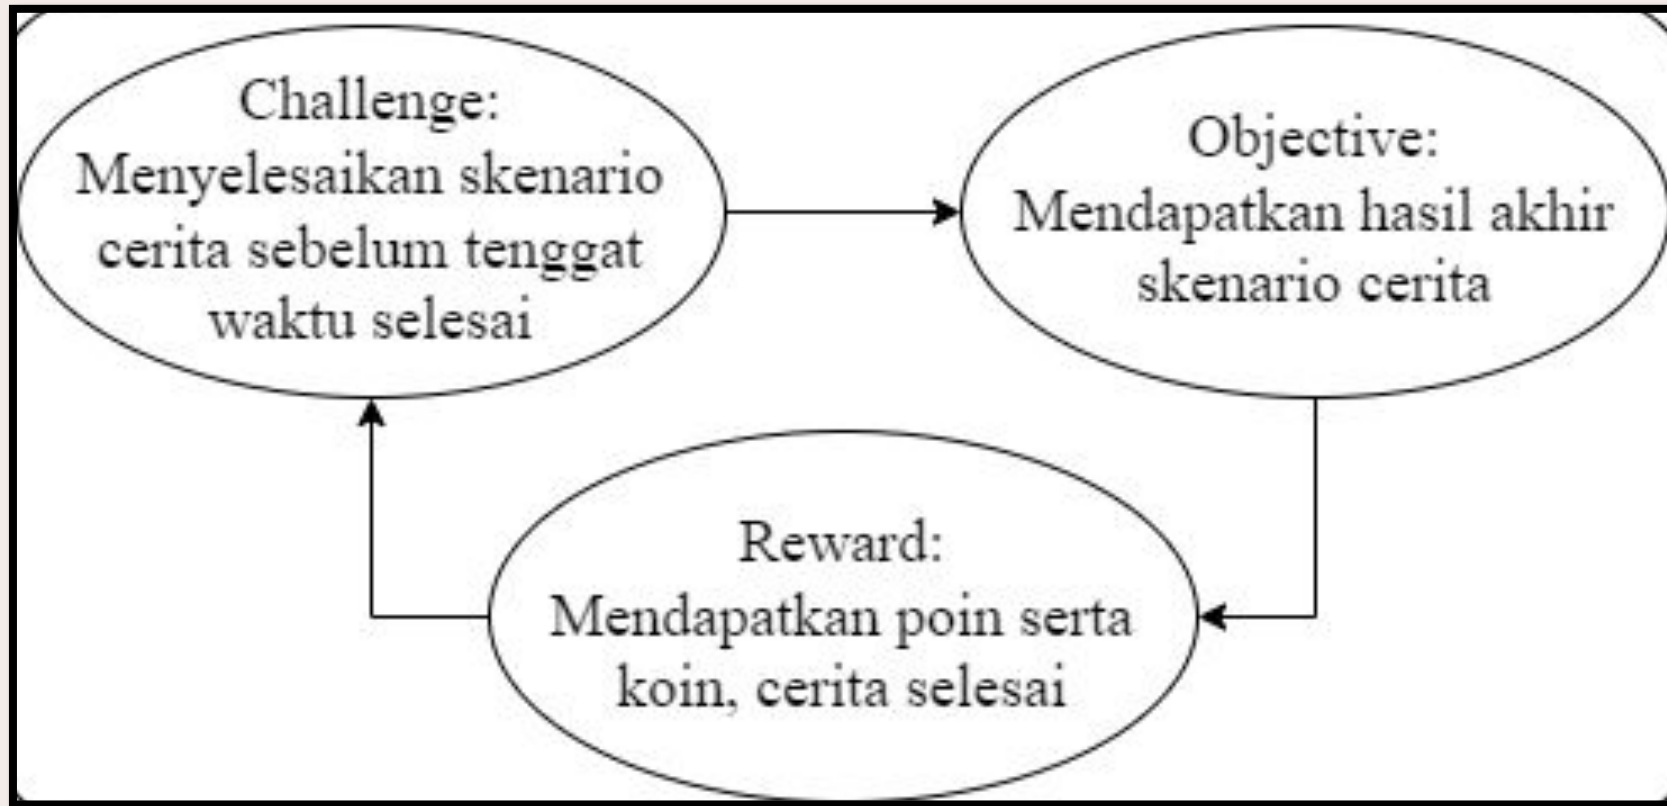 Challenge:
Menyelesaikan skenario
cerita sebelum tenggat
waktu selesai
Objective:
Mendapatkan hasil akhir
skenario cerita
Reward:
Mendapatkan poin serta
koin, cerita selesai